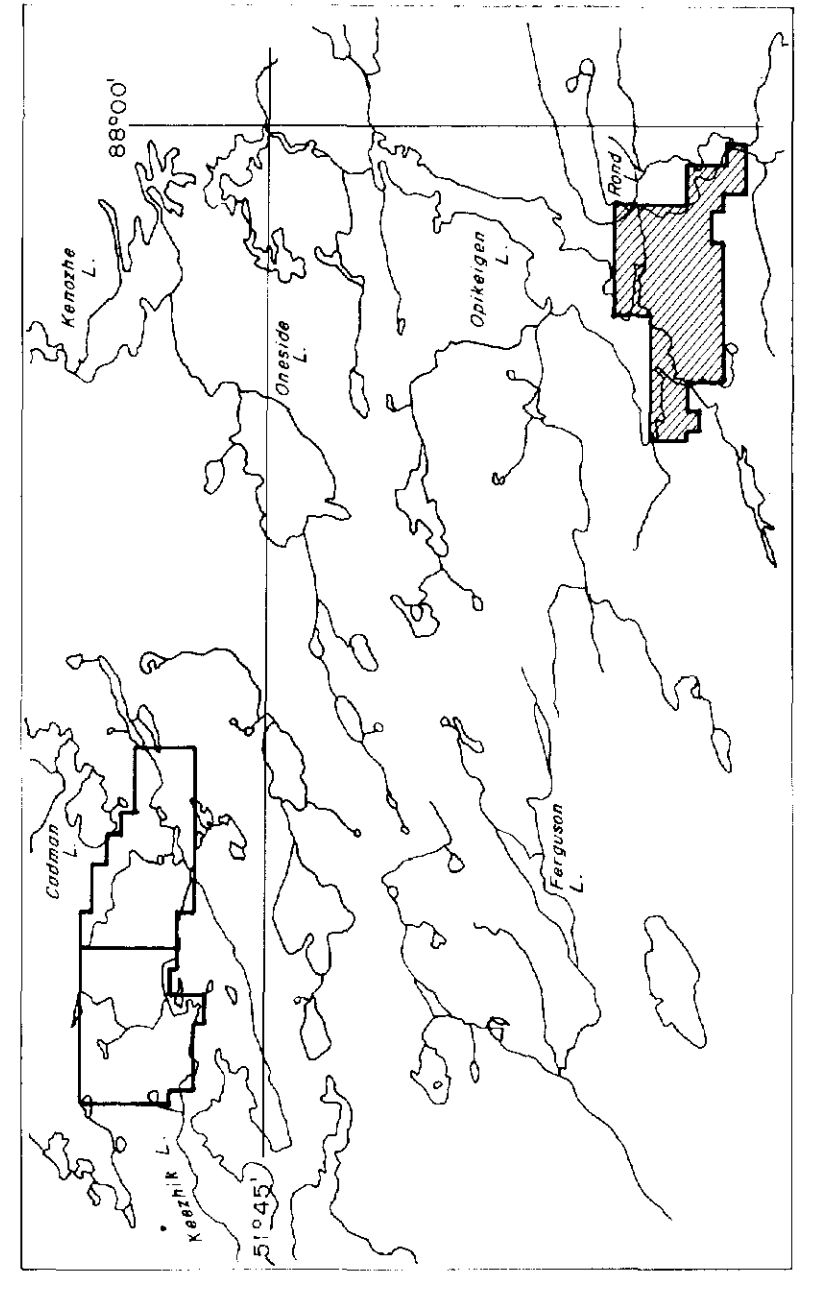 88°00'
Kenozhe
L.
Oneside
L.
Opikeigen
L.
Rond
Cadman
L.
Ferguson
L.
Keezhik L.
51°45'